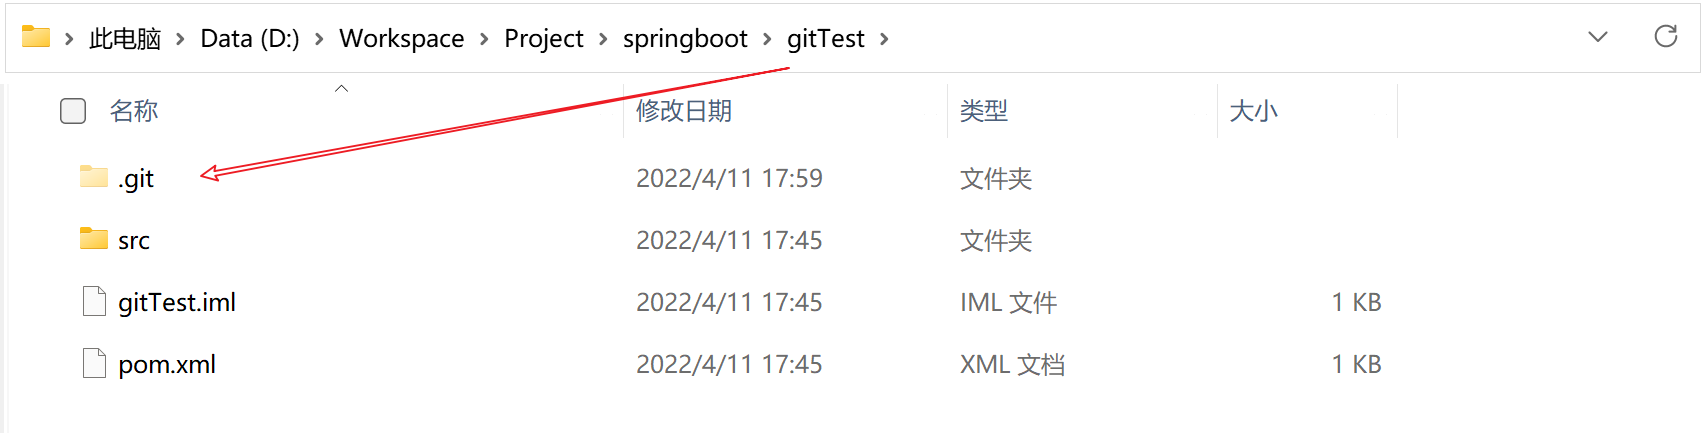 此电脑 › Data (D:) › Workspace › Project › springboot › gitTest ›
名称 修改日期 类型 大小
.git 2022/4/11 17:59 文件夹
src 2022/4/11 17:45 文件夹
gitTest.iml 2022/4/11 17:45 IML 文件 1 KB
pom.xml 2022/4/11 17:45 XML 文档 1 KB